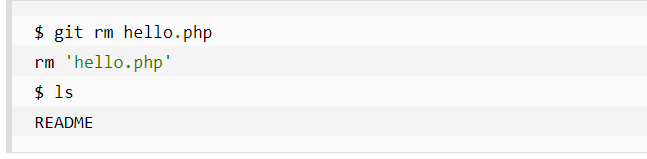 $ git rm hello.php
rm 'hello.php'
$ ls
README